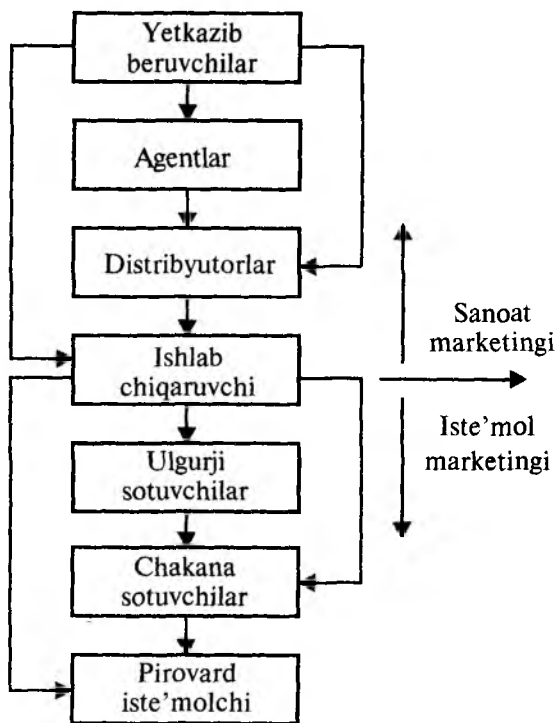 Yetkazib
beruvchilar
Agentlar
Distribyutorlar
Ishlab
chiqaruvchi
Ulgurji
sotuvchilar
Chakana
sotuvchilar
Pirovard
iste'molchi
Sanoat
marketingi
Iste'mol
marketingi